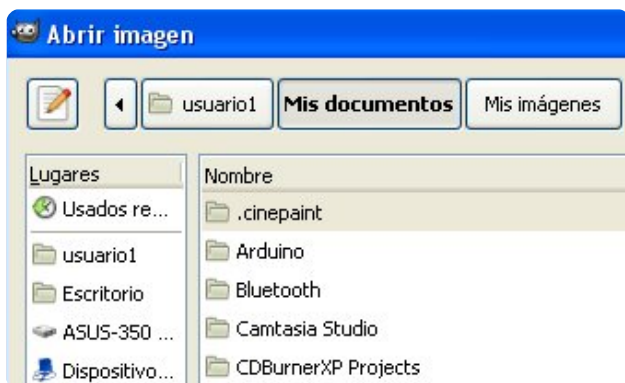 Abrir imagen
usuario1 Mis documentos Mis imágenes
Lugares
Usados re...
usuario1
Escritorio
ASUS-350 ...
Dispositivo...
Nombre
.cinepaint
Arduino
Bluetooth
Camtasia Studio
CDBurnerXP Projects